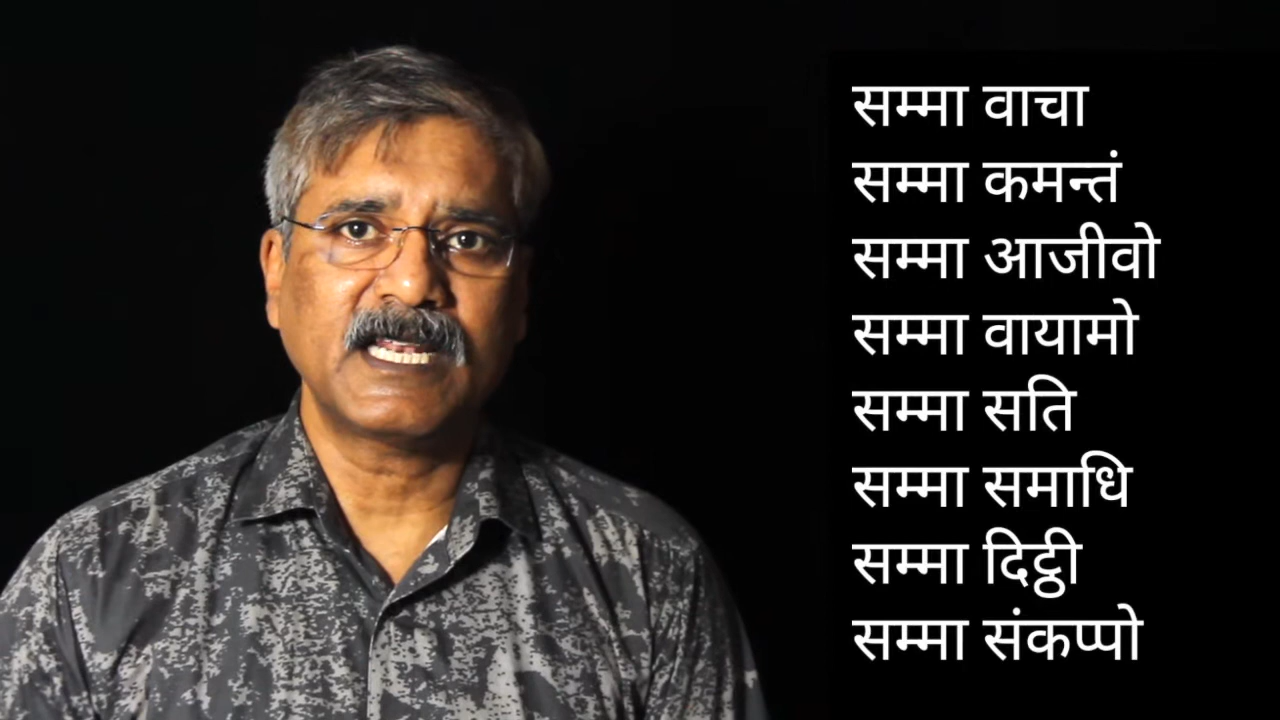 सम्मा वाचा
सम्मा कमन्तं
सम्मा आजीवो
सम्मा वायामो
सम्मा सति
सम्मा समाधि
सम्मा दिट्ठी
सम्मा संकप्पो